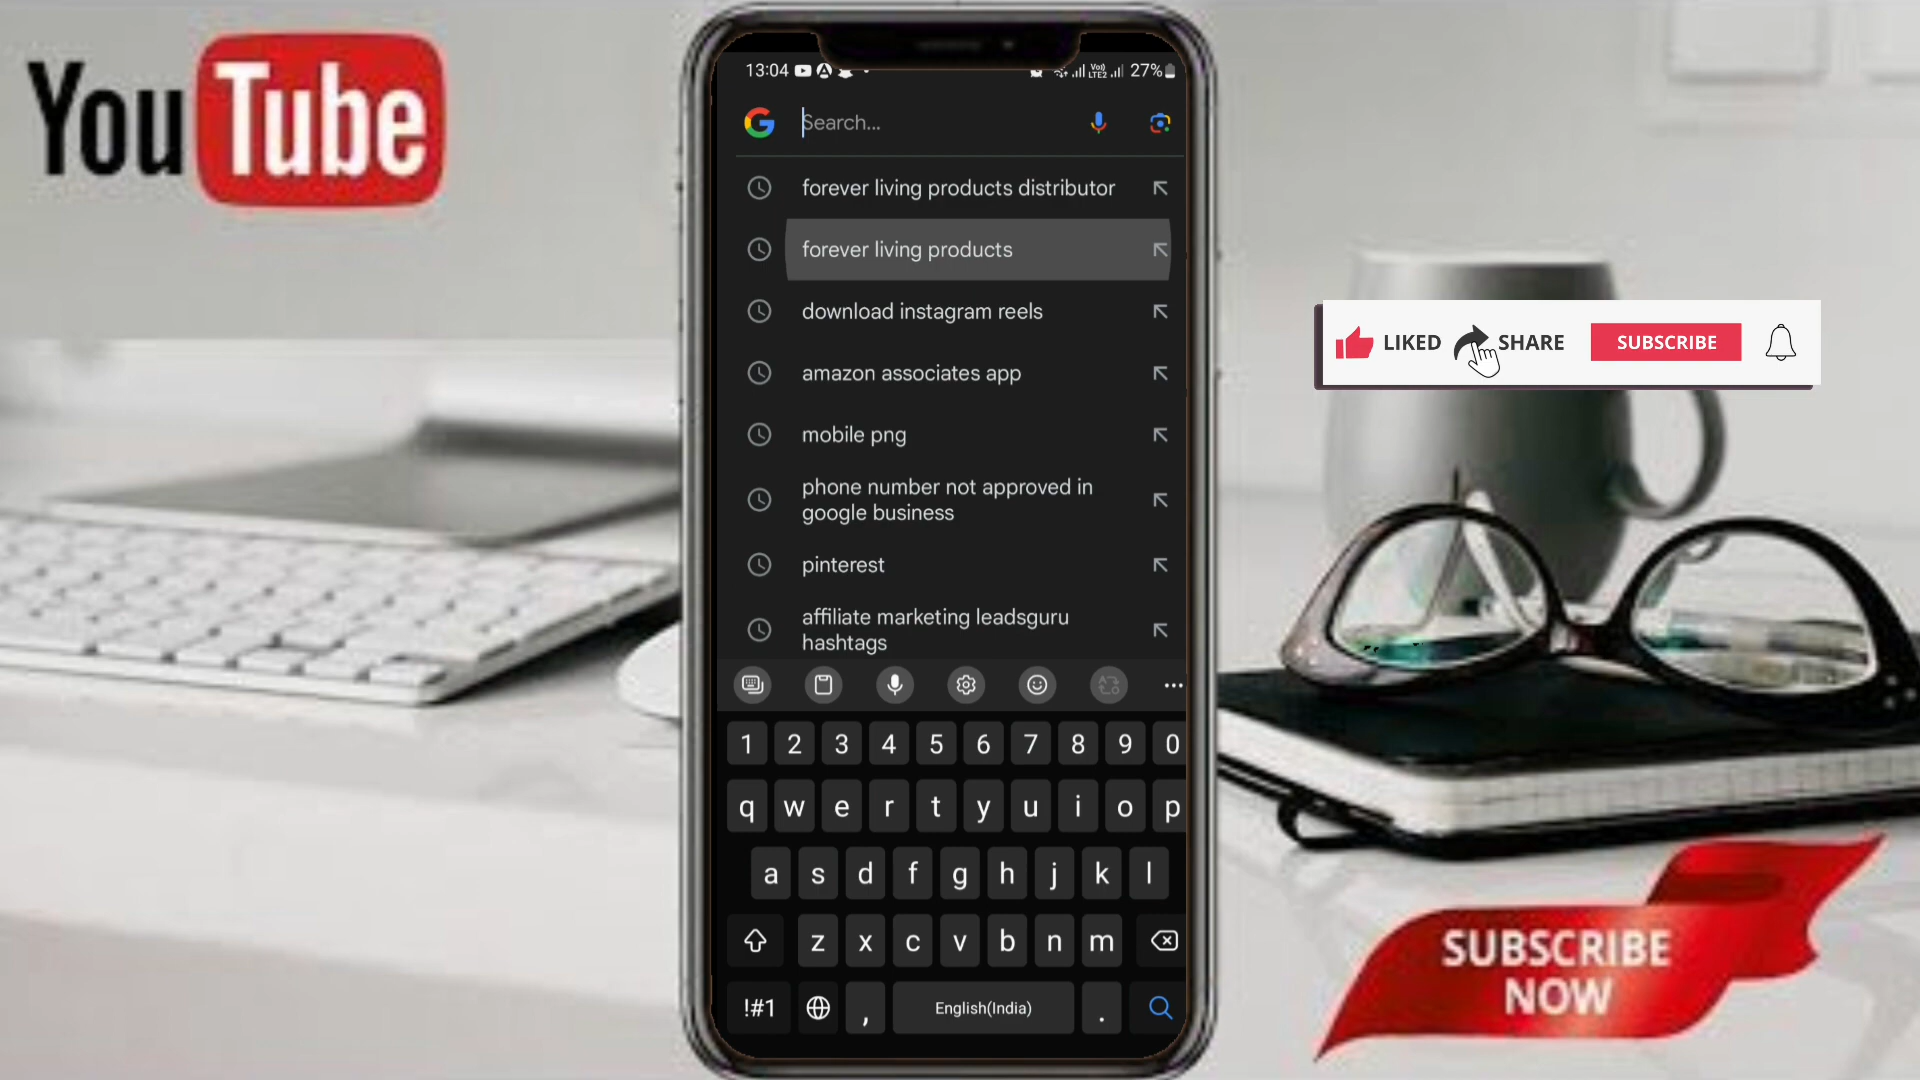 YouTube
13:04
Vo))
LTE2
27%
Search...
forever living products distributor
forever living products
download instagram reels
amazon associates app
mobile png
phone number not approved in
google business
pinterest
affiliate marketing leadsguru
hashtags
1 2 3 4 5 6 7 8 9 0
q w e r t y u i o p
a s d f g h j k l
z x c v b n m
!#1 , English(India) .
LIKED SHARE SUBSCRIBE
SUBSCRIBE
NOW